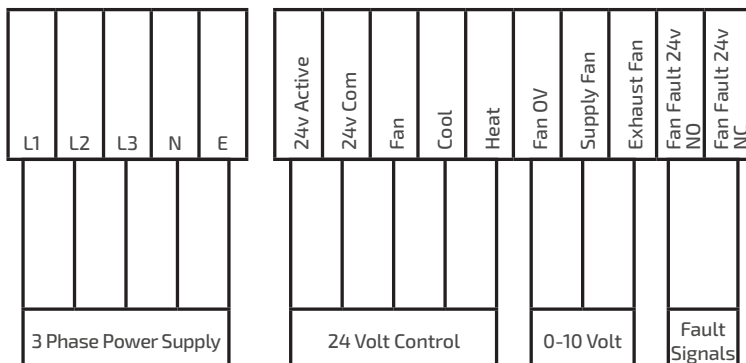 L1
L2
L3
N
E
24v Active
24v Com
Fan
Cool
Heat
Fan 0V
Supply Fan
Exhaust Fan
Fan Fault 24v
NO
Fan Fault 24v
NC
3 Phase Power Supply
24 Volt Control
0-10 Volt
Fault
Signals